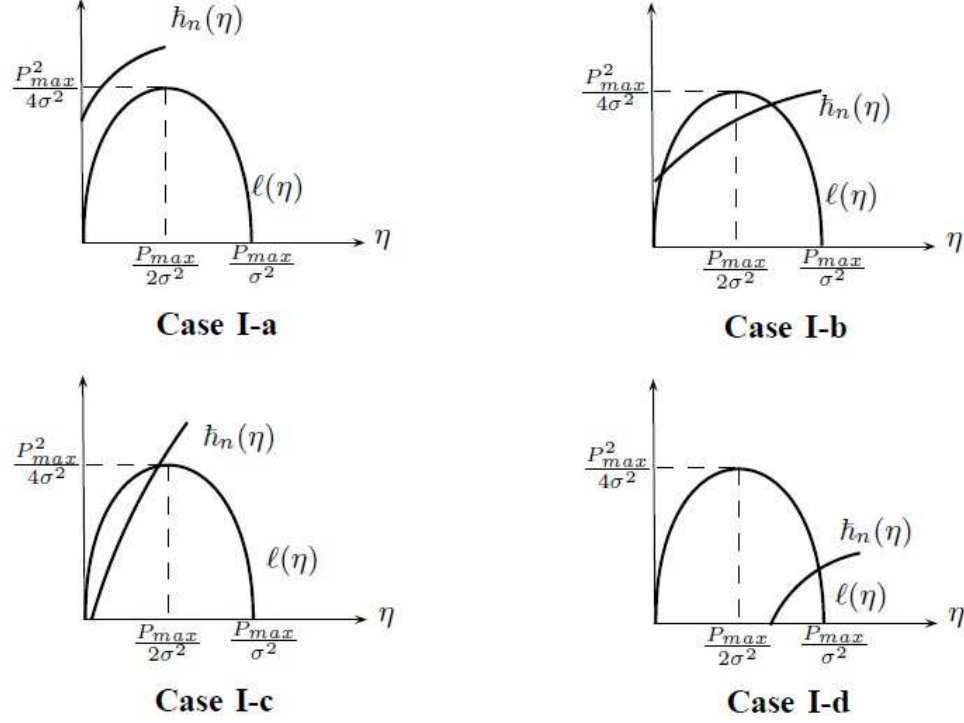 ħₙ(η)
P²ₘₐₓ/4σ²
ℓ(η)
η
Pₘₐₓ/2σ² Pₘₐₓ/σ²
Case I-a
P²ₘₐₓ/4σ²
ħₙ(η)
ℓ(η)
η
Pₘₐₓ/2σ² Pₘₐₓ/σ²
Case I-b
ħₙ(η)
P²ₘₐₓ/4σ²
ℓ(η)
η
Pₘₐₓ/2σ² Pₘₐₓ/σ²
Case I-c
P²ₘₐₓ/4σ²
ħₙ(η)
ℓ(η)
η
Pₘₐₓ/2σ² Pₘₐₓ/σ²
Case I-d